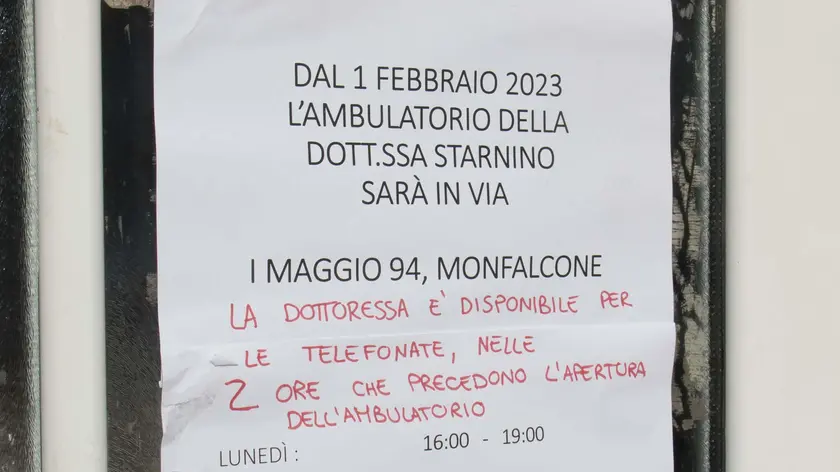 DAL 1 FEBBRAIO 2023
L'AMBULATORIO DELLA
DOTT.SSA STARNINO
SARÀ IN VIA
I MAGGIO 94, MONFALCONE
LA DOTTORESSA E' DISPONIBILE PER
LE TELEFONATE, NELLE
2 ORE CHE PRECEDONO L'APERTURA
DELL'AMBULATORIO
LUNEDÌ : 16:00 - 19:00